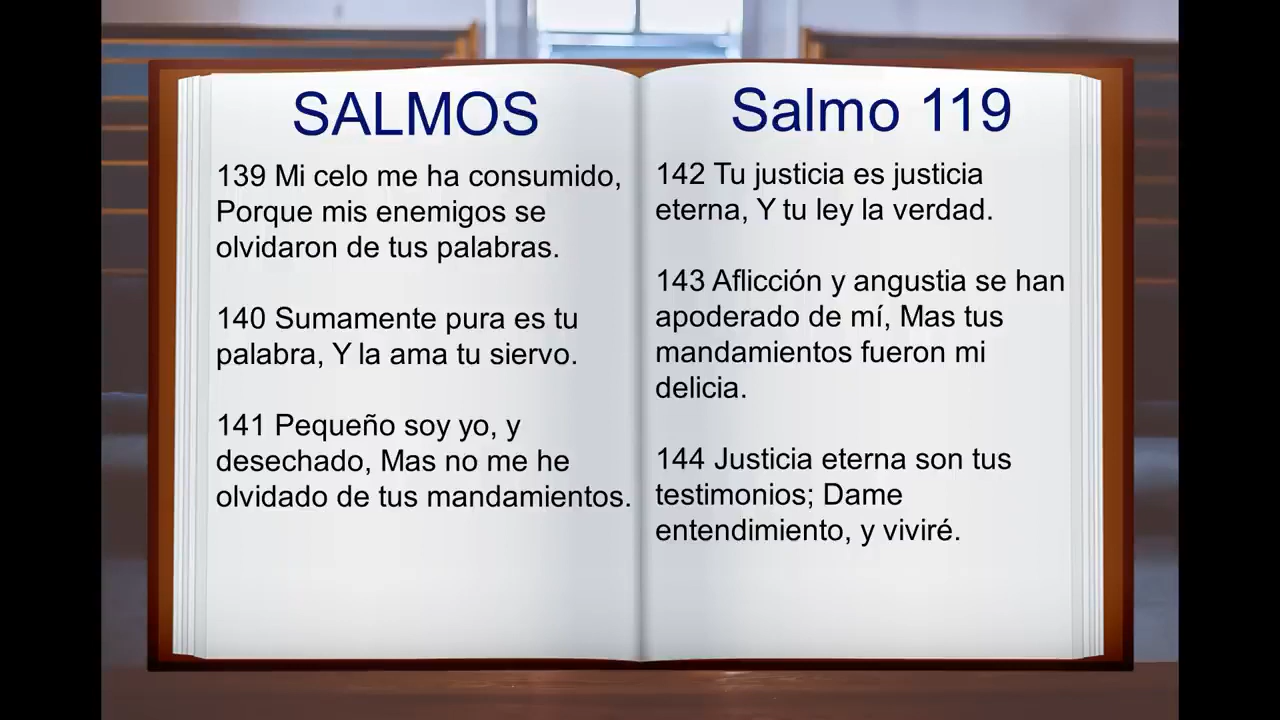 SALMOS
139 Mi celo me ha consumido,
Porque mis enemigos se
olvidaron de tus palabras.
140 Sumamente pura es tu
palabra, Y la ama tu siervo.
141 Pequeño soy yo, y
desechado, Mas no me he
olvidado de tus mandamientos.
Salmo 119
142 Tu justicia es justicia
eterna, Y tu ley la verdad.
143 Aflicción y angustia se han
apoderado de mí, Mas tus
mandamientos fueron mi
delicia.
144 Justicia eterna son tus
testimonios; Dame
entendimiento, y viviré.